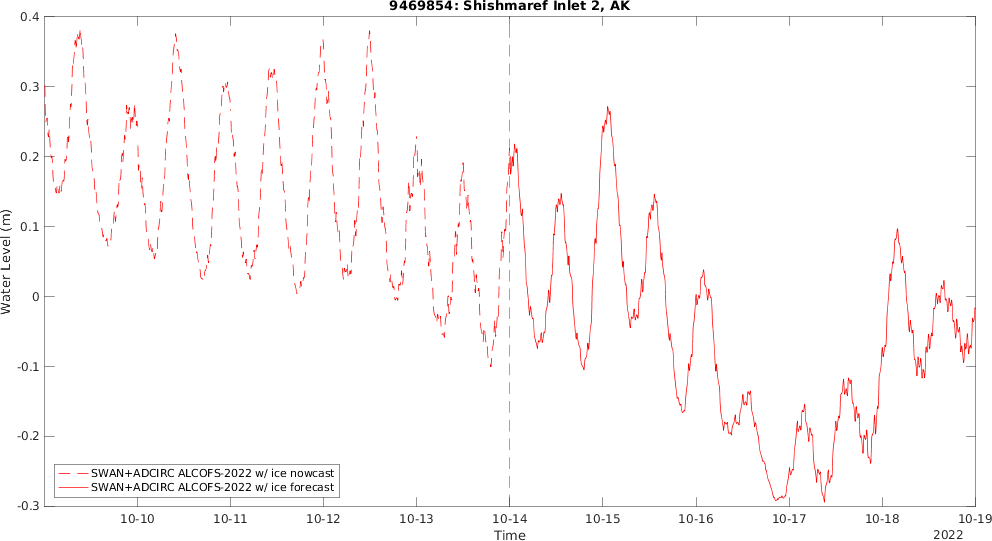 9469854: Shishmaref Inlet 2, AK
0.4
0.3
0.2
0.1
0
-0.1
-0.2
-0.3
Water Level (m)
SWAN+ADCIRC ALCOFS-2022 w/ ice nowcast
SWAN+ADCIRC ALCOFS-2022 w/ ice forecast
10-10 10-11 10-12 10-13 10-14 10-15 10-16 10-17 10-18 10-19
Time
2022